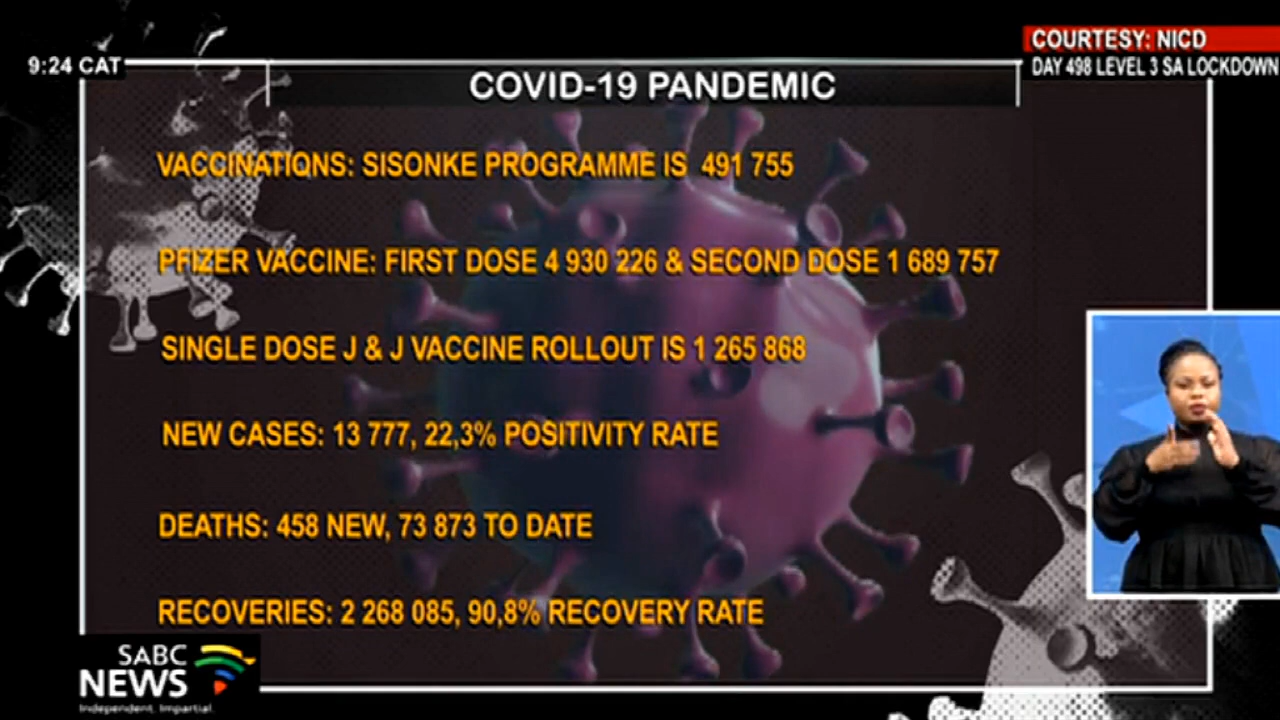 COURTESY: NICD
9:24 CAT
DAY 498 LEVEL 3 SA LOCKDOWN
COVID-19 PANDEMIC
VACCINATIONS: SISONKE PROGRAMME IS 491 755
PFIZER VACCINE: FIRST DOSE 4 930 226 & SECOND DOSE 1 689 757
SINGLE DOSE J & J VACCINE ROLLOUT IS 1 265 868
NEW CASES: 13 777, 22,3% POSITIVITY RATE
DEATHS: 458 NEW, 73 873 TO DATE
RECOVERIES: 2 268 085, 90,8% RECOVERY RATE
SABC
NEWS
Independent. Impartial.